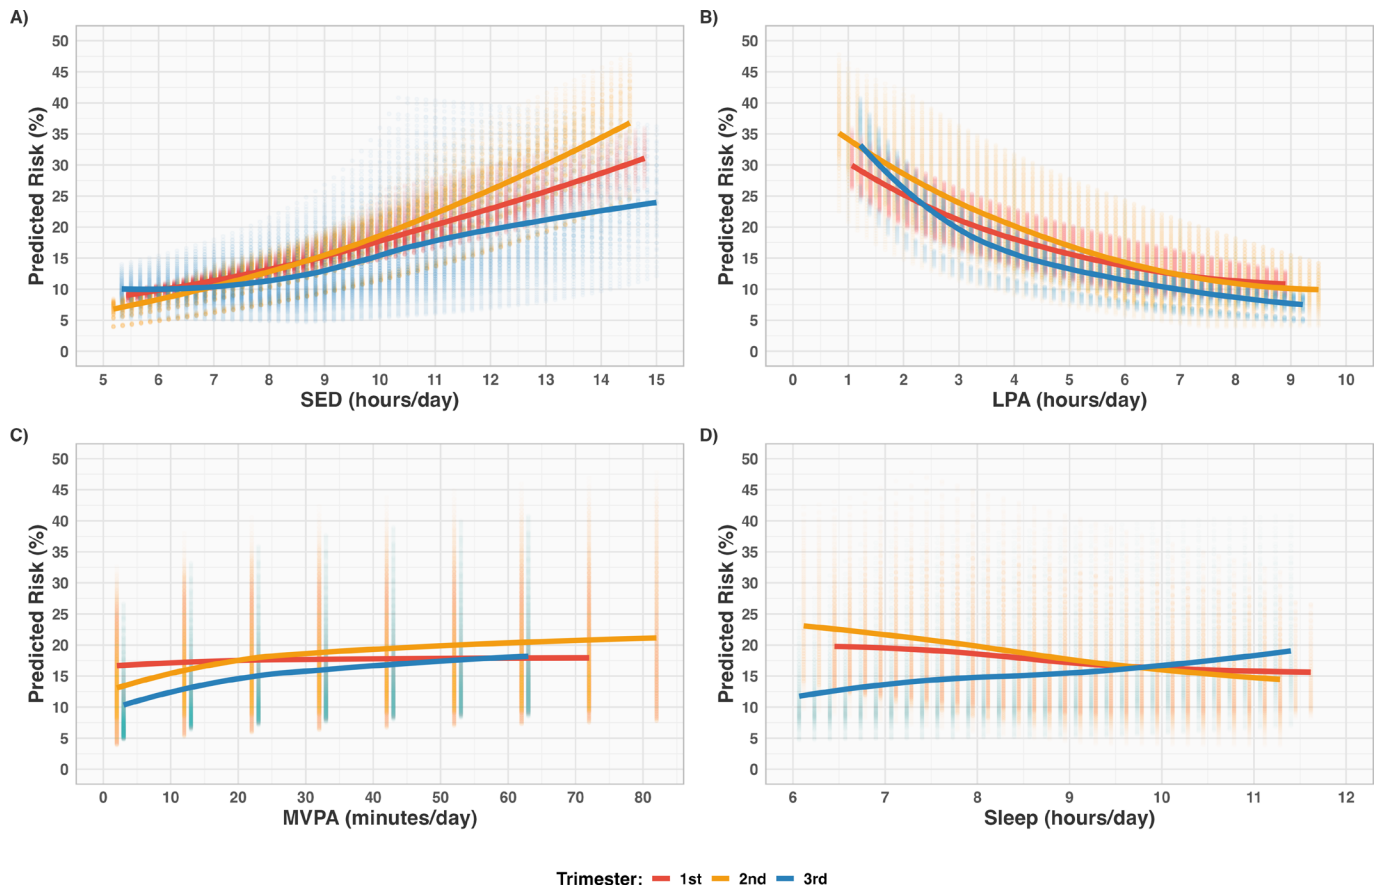 A)
50
45
40
35
30
25
20
15
10
5
0
Predicted Risk (%)
5 6 7 8 9 10 11 12 13 14 15
SED (hours/day)
B)
50
45
40
35
30
25
20
15
10
5
0
Predicted Risk (%)
0 1 2 3 4 5 6 7 8 9 10
LPA (hours/day)
C)
50
45
40
35
30
25
20
15
10
5
0
Predicted Risk (%)
0 10 20 30 40 50 60 70 80
MVPA (minutes/day)
D)
50
45
40
35
30
25
20
15
10
5
0
Predicted Risk (%)
6 7 8 9 10 11 12
Sleep (hours/day)
Trimester: 1st 2nd 3rd